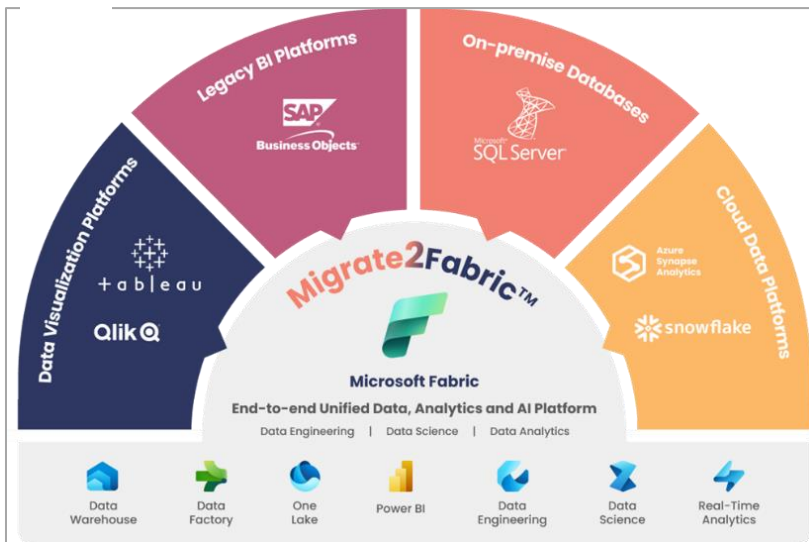 Data Visualization Platforms
+ a b | e a u
Qlik Q
Legacy BI Platforms
SAP
Business Objects
On-premise Databases
Microsoft
SQL Server
Cloud Data Platforms
Azure
Synapse
Analytics
snowflake
Migrate2Fabric™
Microsoft Fabric
End-to-end Unified Data, Analytics and AI Platform
Data Engineering | Data Science | Data Analytics
Data
Warehouse
Data
Factory
One
Lake
Power BI
Data
Engineering
Data
Science
Real-Time
Analytics